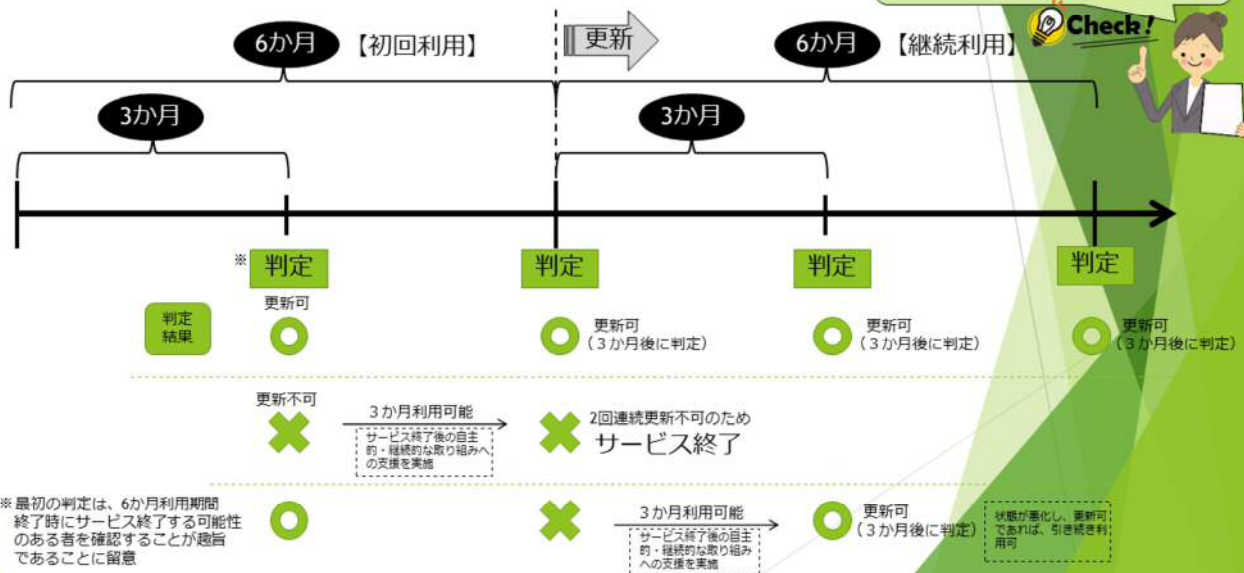 6か月 【初回利用】
更新
6か月 【継続利用】
Check!
3か月
3か月
※ 判定
判定
判定
判定
判定
結果
更新可
更新可
(3か月後に判定)
更新可
(3か月後に判定)
更新可
(3か月後に判定)
更新不可
3か月利用可能
サービス終了後の自主
的・継続的な取り組みへ
の支援を実施
2回連続更新不可のため
サービス終了
※最初の判定は、6か月利用期間
終了時にサービス終了する可能性
のある者を確認することが趣旨
であることに留意
3か月利用可能
サービス終了後の自主
的・継続的な取り組み
への支援を実施
更新可
(3か月後に判定)
状態が悪化し、更新可
であれば、引き続き利
用可